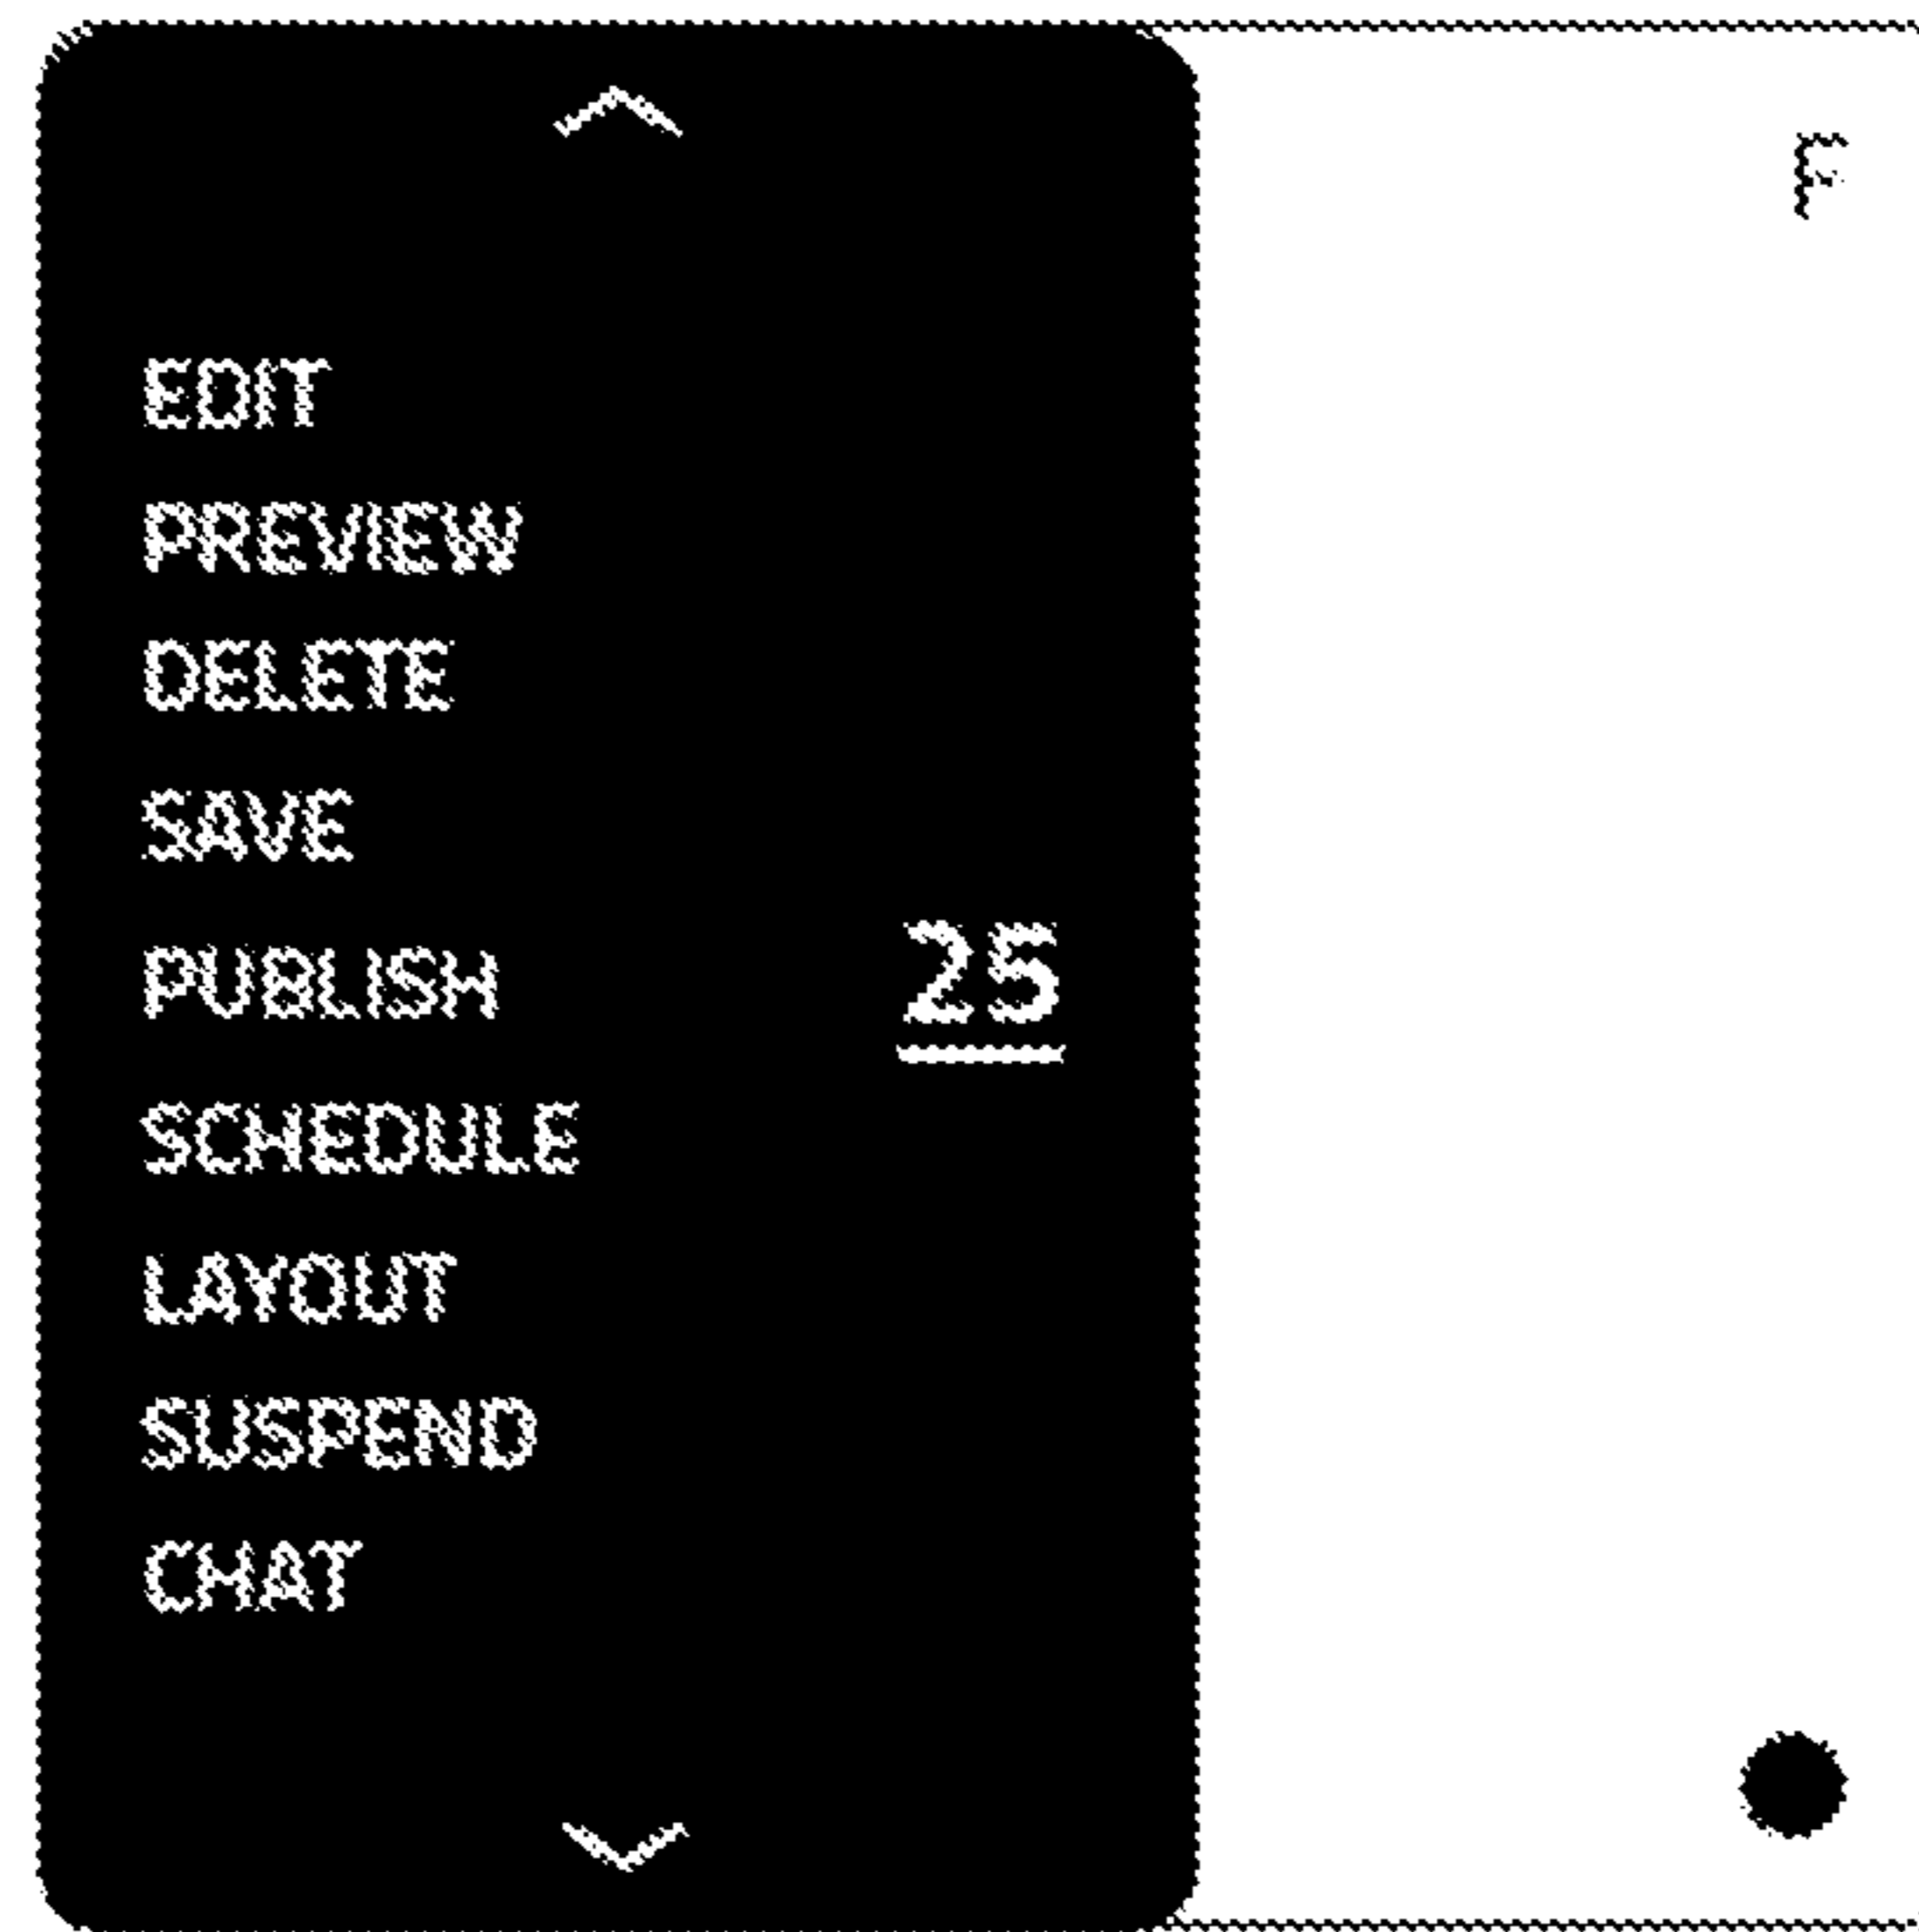 EDIT
PREVIEW
DELETE
SAVE
PUBLISH
25
SCHEDULE
LAYOUT
SUSPEND
CHAT